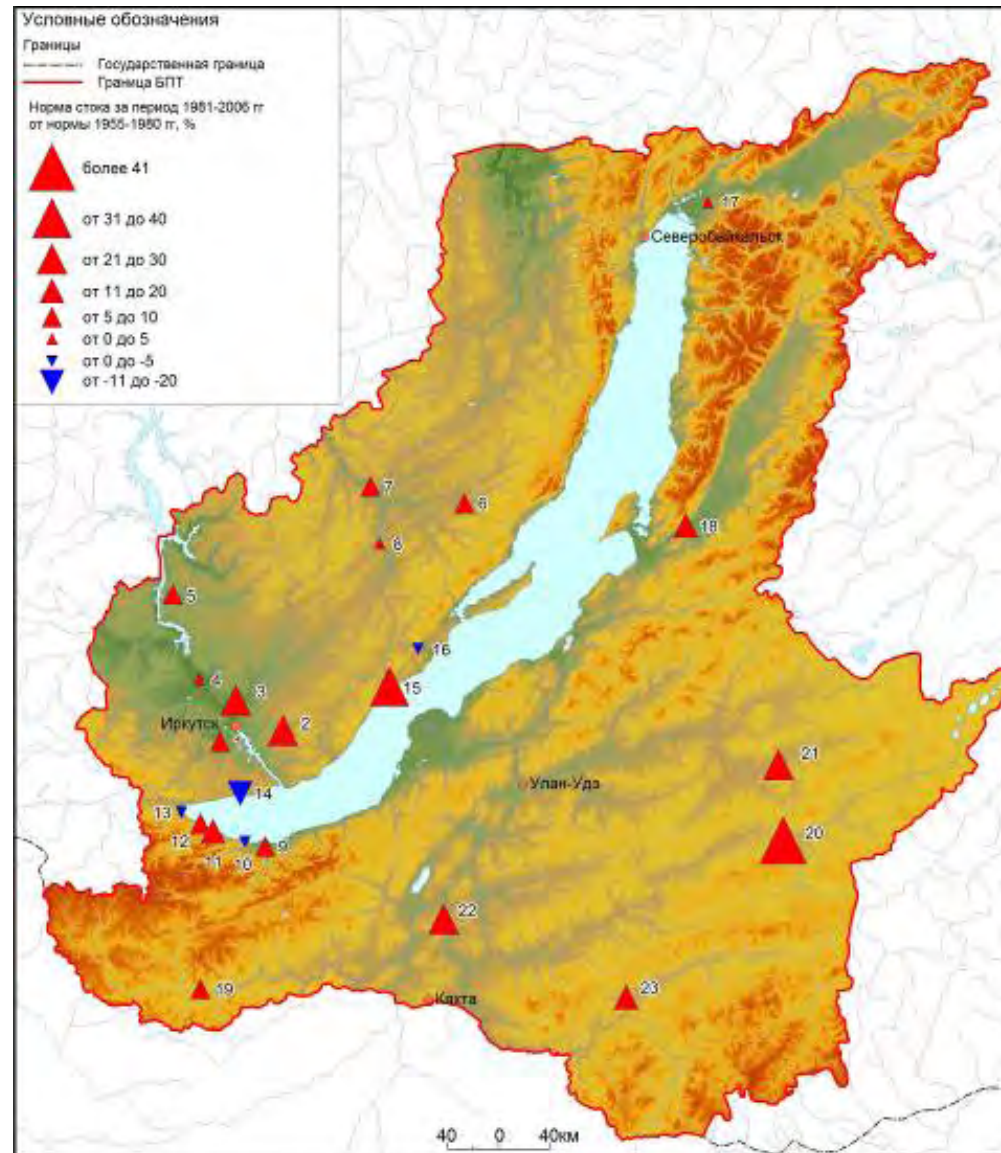 Условные обозначения
Границы
Государственная граница
Граница БПТ
Норма стока за период 1981-2006 гг
от нормы 1955-1980 гг, %
более 41
от 31 до 40
от 21 до 30
от 11 до 20
от 5 до 10
от 0 до 5
от 0 до -5
от -11 до -20
17
Северобайкальск
7
6
8
18
5
16
4
15
3
Иркутск
2
21
Улан-Удэ
14
13
20
12
11
10
9
22
19
Кяхта
23
40 0 40км